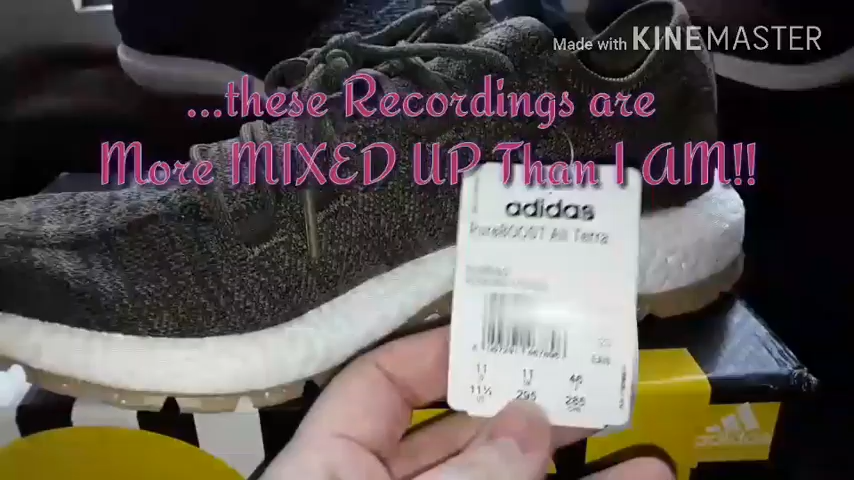 Made with KINEMASTER
...these Recordings are
More MIXED UP Than I AM!!
adidas
PureBOOST All Terra
11 11 46
11½ 295 285
adidas